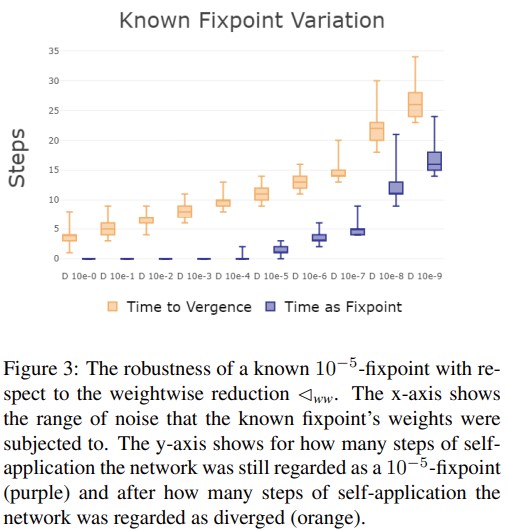 Known Fixpoint Variation
35
30
25
20
15
10
5
0
Steps
D 10e-0 D 10e-1 D 10e-2 D 10e-3 D 10e-4 D 10e-5 D 10e-6 D 10e-7 D 10e-8 D 10e-9
Time to Vergence Time as Fixpoint
Figure 3: The robustness of a known 10⁻⁵-fixpoint with re-
spect to the weightwise reduction ◁ww. The x-axis shows
the range of noise that the known fixpoint's weights were
subjected to. The y-axis shows for how many steps of self-
application the network was still regarded as a 10⁻⁵-fixpoint
(purple) and after how many steps of self-application the
network was regarded as diverged (orange).